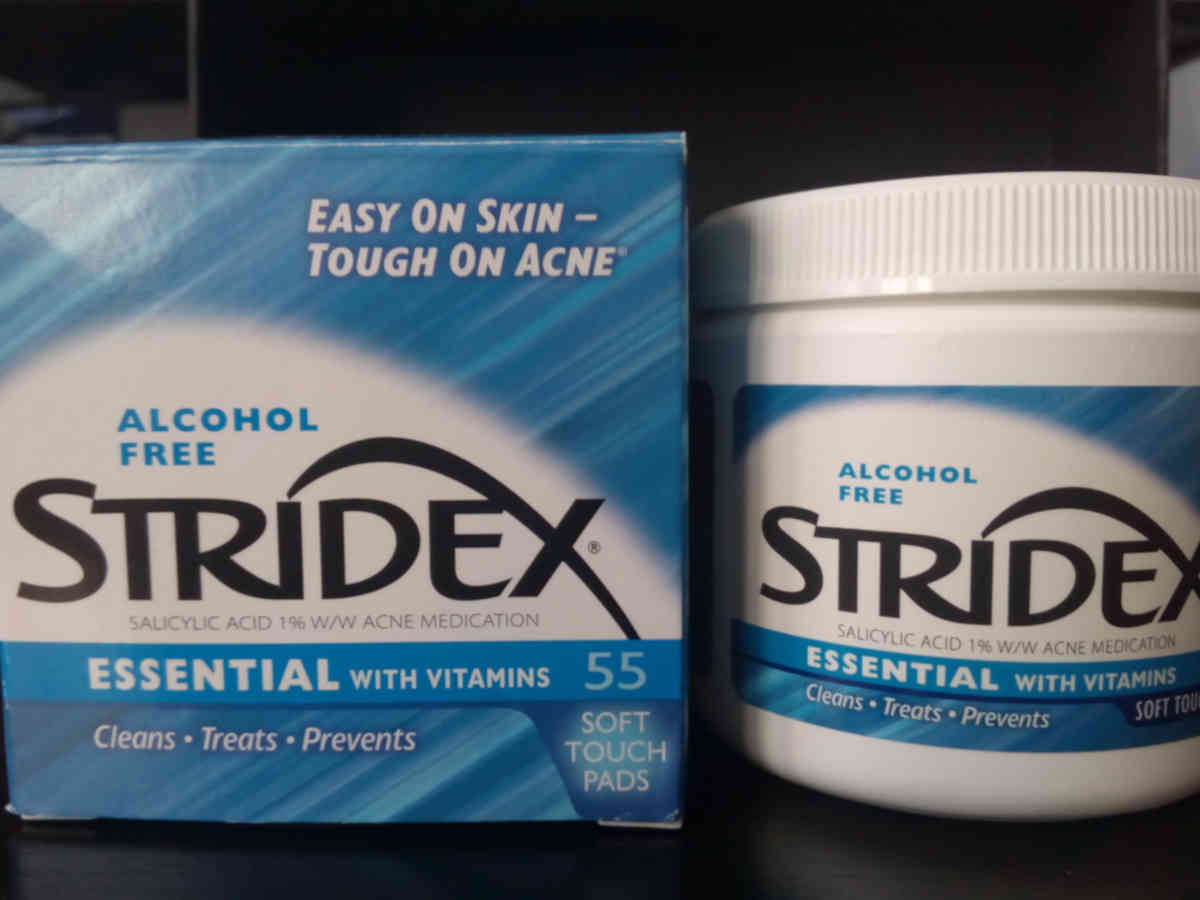 EASY ON SKIN –
TOUGH ON ACNE®
ALCOHOL
FREE
STRIDEX®
SALICYLIC ACID 1% W/W ACNE MEDICATION
ESSENTIAL WITH VITAMINS 55
Cleans • Treats • Prevents
SOFT
TOUCH
PADS
ALCOHOL
FREE
STRIDEX
SALICYLIC ACID 1% W/W ACNE MEDICATION
ESSENTIAL WITH VITAMINS
Cleans • Treats • Prevents
SOFT TOU